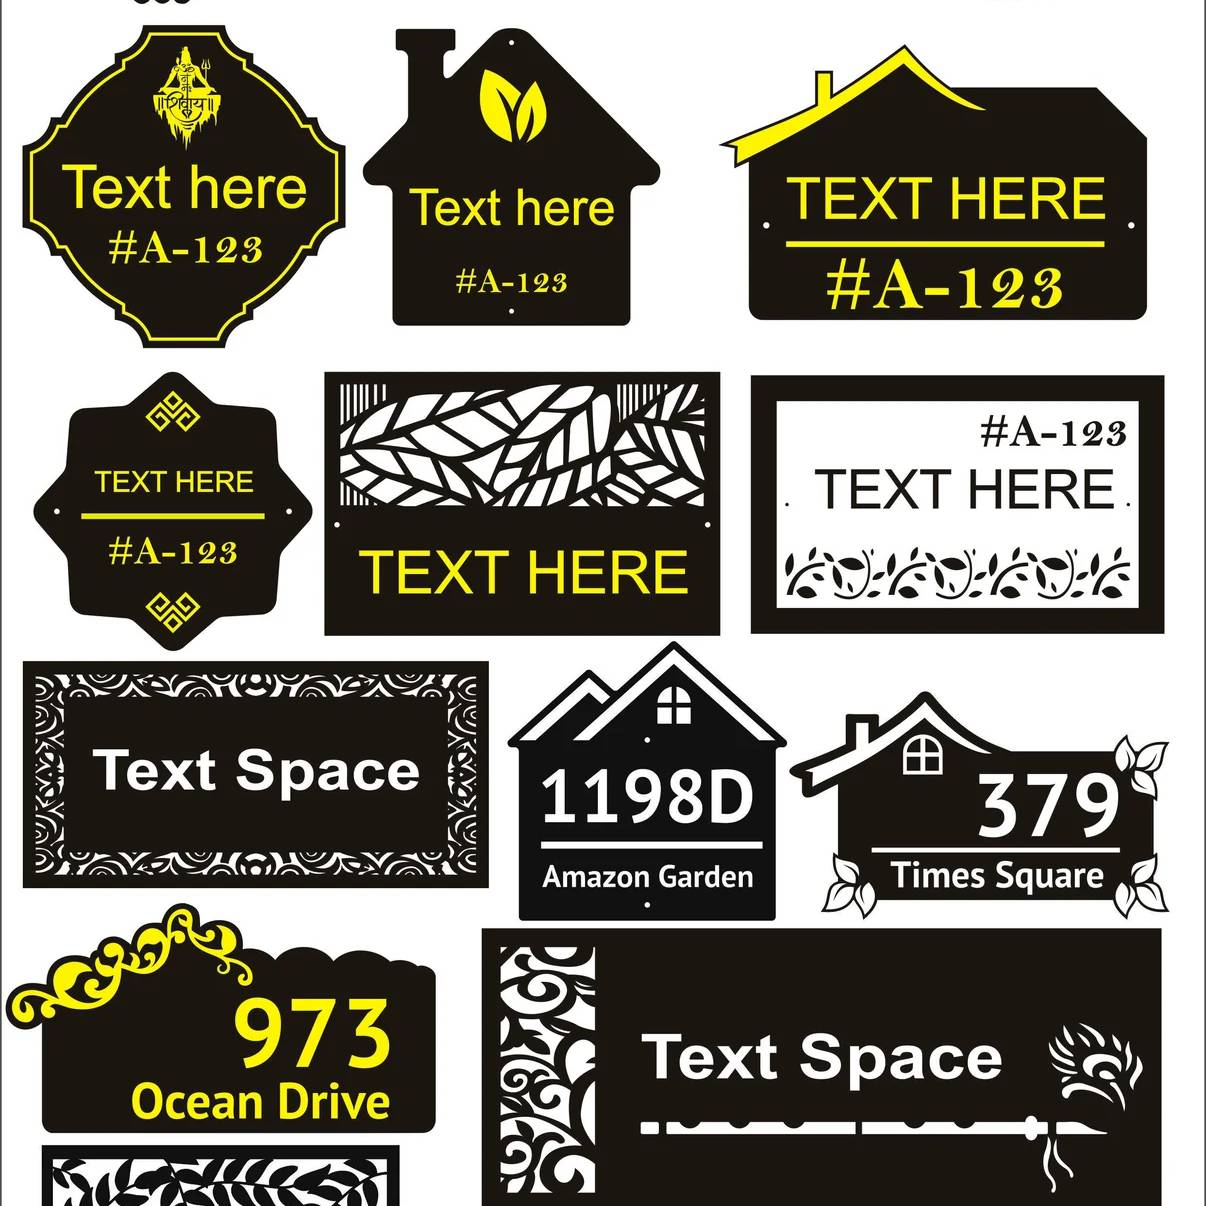 ॥शिवाय॥
Text here
#A-123
Text here
#A-123
TEXT HERE
#A-123
TEXT HERE
#A-123
TEXT HERE
#A-123
TEXT HERE
Text Space
1198D
Amazon Garden
379
Times Square
973
Ocean Drive
Text Space